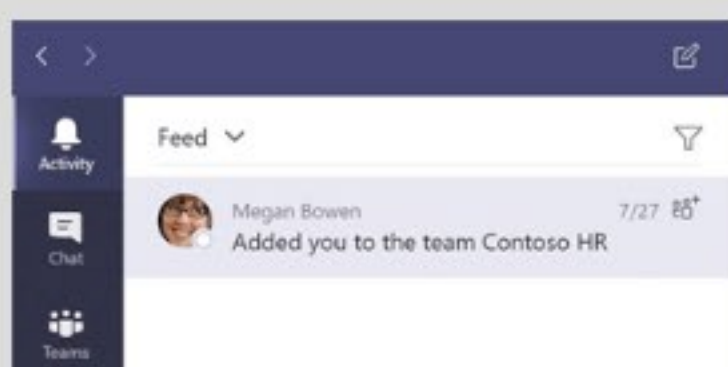 Activity
Feed
Megan Bowen 7/27
Added you to the team Contoso HR
Chat
Teams